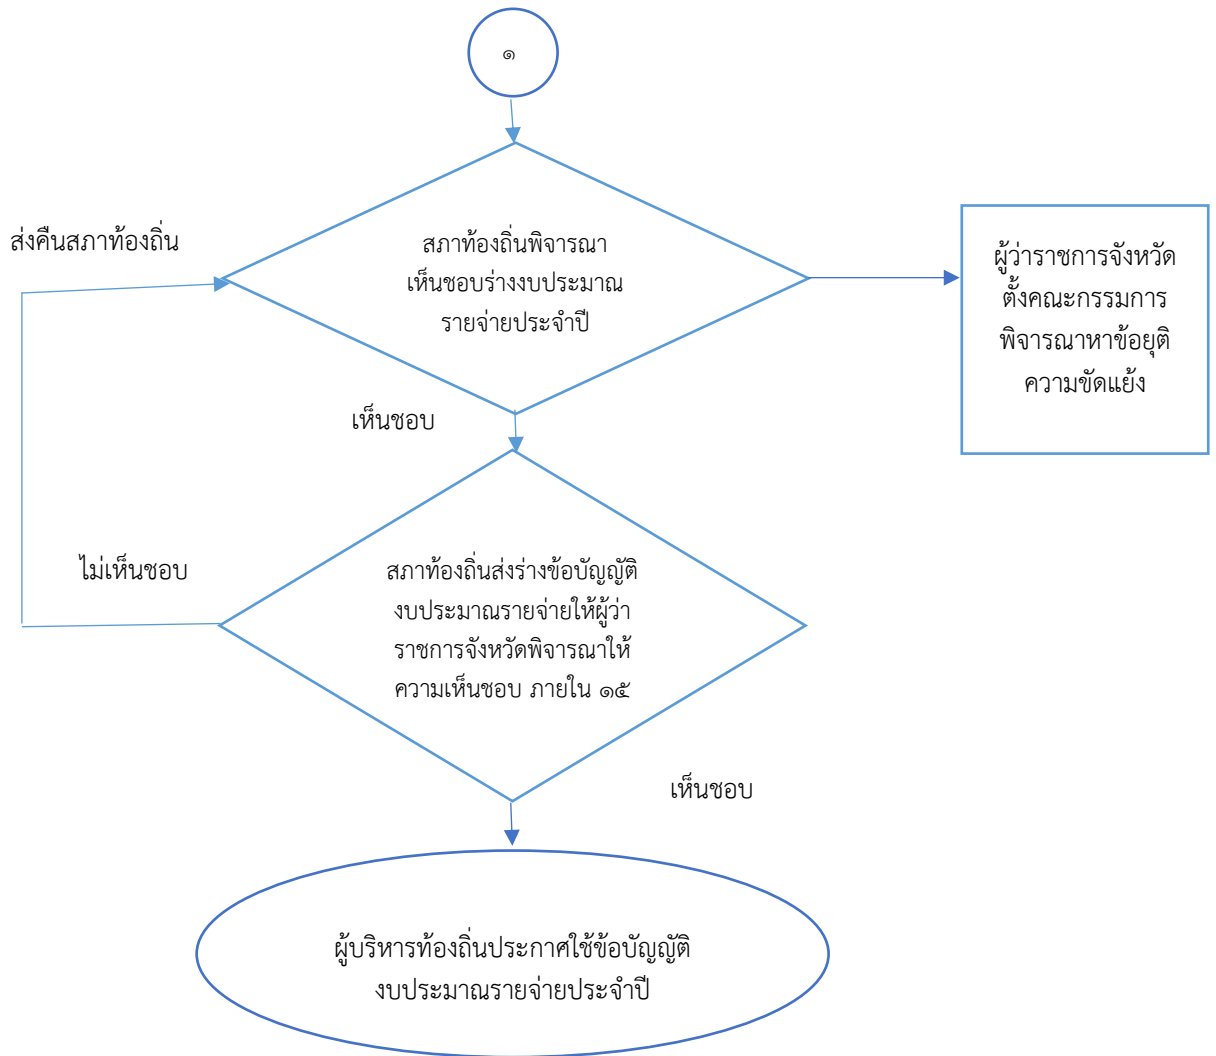 ๑
ส่งคืนสภาท้องถิ่น
สภาท้องถิ่นพิจารณา
เห็นชอบร่างงบประมาณ
รายจ่ายประจำปี
ผู้ว่าราชการจังหวัด
ตั้งคณะกรรมการ
พิจารณาหาข้อยุติ
ความขัดแย้ง
เห็นชอบ
ไม่เห็นชอบ
สภาท้องถิ่นส่งร่างข้อบัญญัติ
งบประมาณรายจ่ายให้ผู้ว่า
ราชการจังหวัดพิจารณาให้
ความเห็นชอบ ภายใน ๑๕
เห็นชอบ
ผู้บริหารท้องถิ่นประกาศใช้ข้อบัญญัติ
งบประมาณรายจ่ายประจำปี